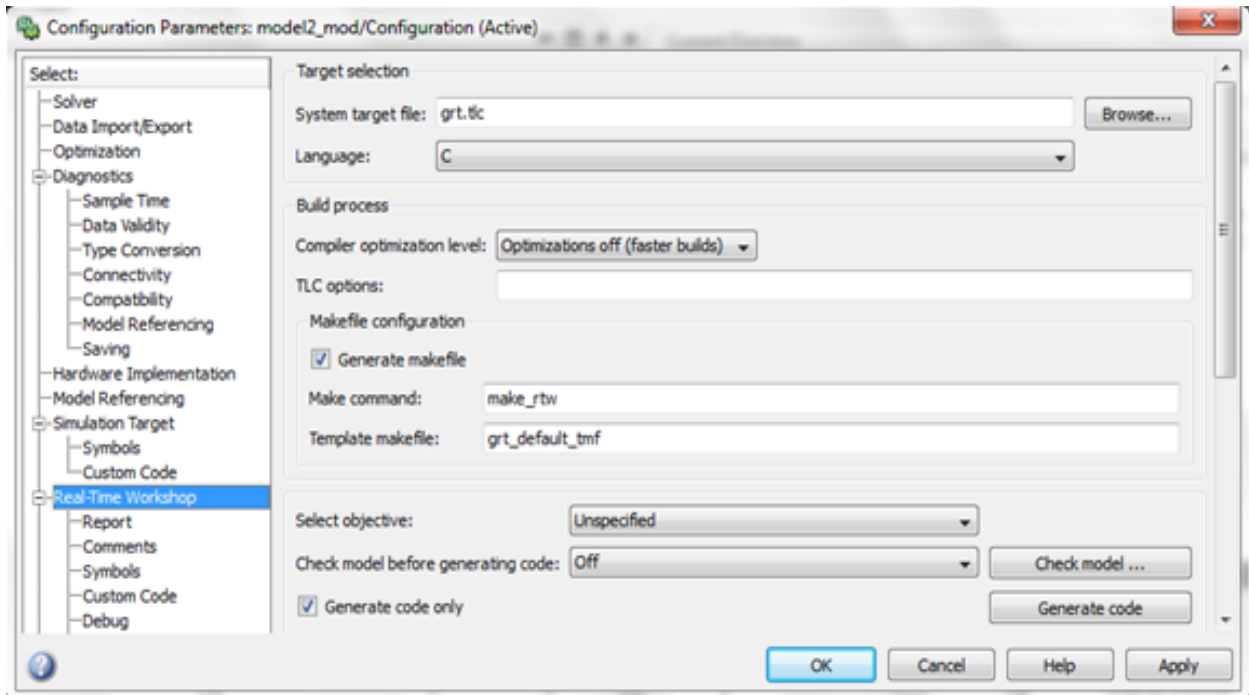 Configuration Parameters: model2_mod/Configuration (Active)
Current Directory
Select:
Solver
Data Import/Export
Optimization
Diagnostics
Sample Time
Data Validity
Type Conversion
Connectivity
Compatibility
Model Referencing
Saving
Hardware Implementation
Model Referencing
Simulation Target
Symbols
Custom Code
Real-Time Workshop
Report
Comments
Symbols
Custom Code
Debug
Target selection
System target file: grt.tlc Browse...
Language: C
Build process
Compiler optimization level: Optimizations off (faster builds)
TLC options:
Makefile configuration
Generate makefile
Make command: make_rtw
Template makefile: grt_default_tmf
Select objective: Unspecified
Check model before generating code: Off Check model ...
Generate code only Generate code
OK Cancel Help Apply